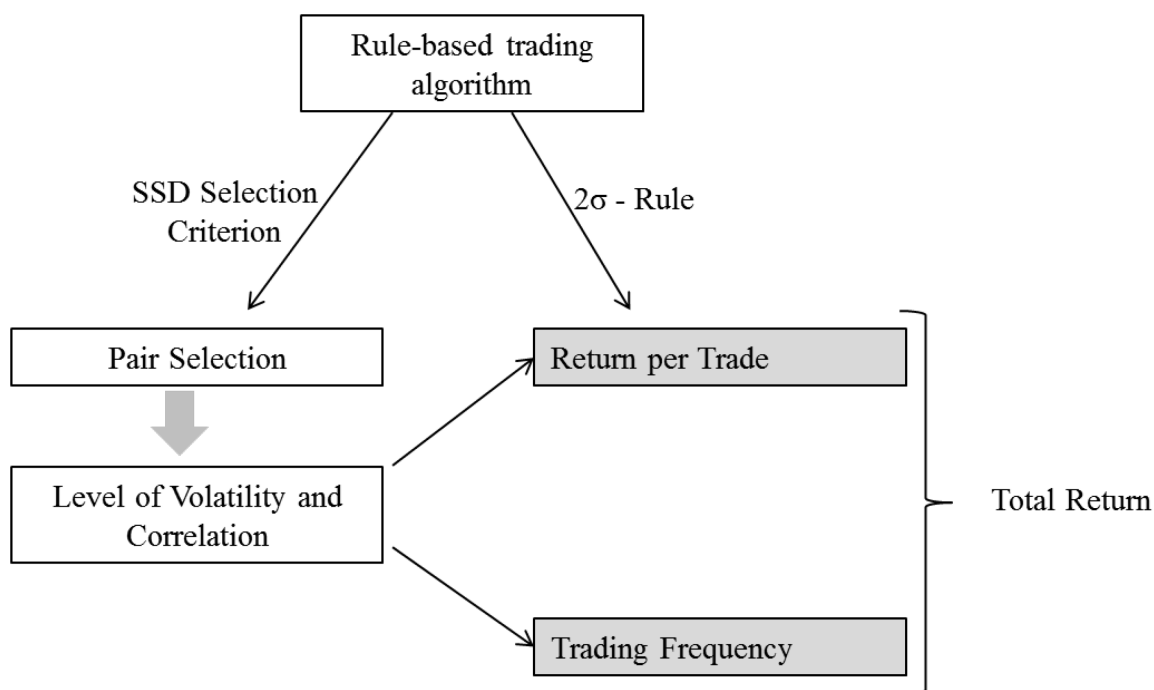 Rule-based trading
algorithm
SSD Selection
Criterion
2σ - Rule
Pair Selection
Return per Trade
Level of Volatility and
Correlation
Total Return
Trading Frequency